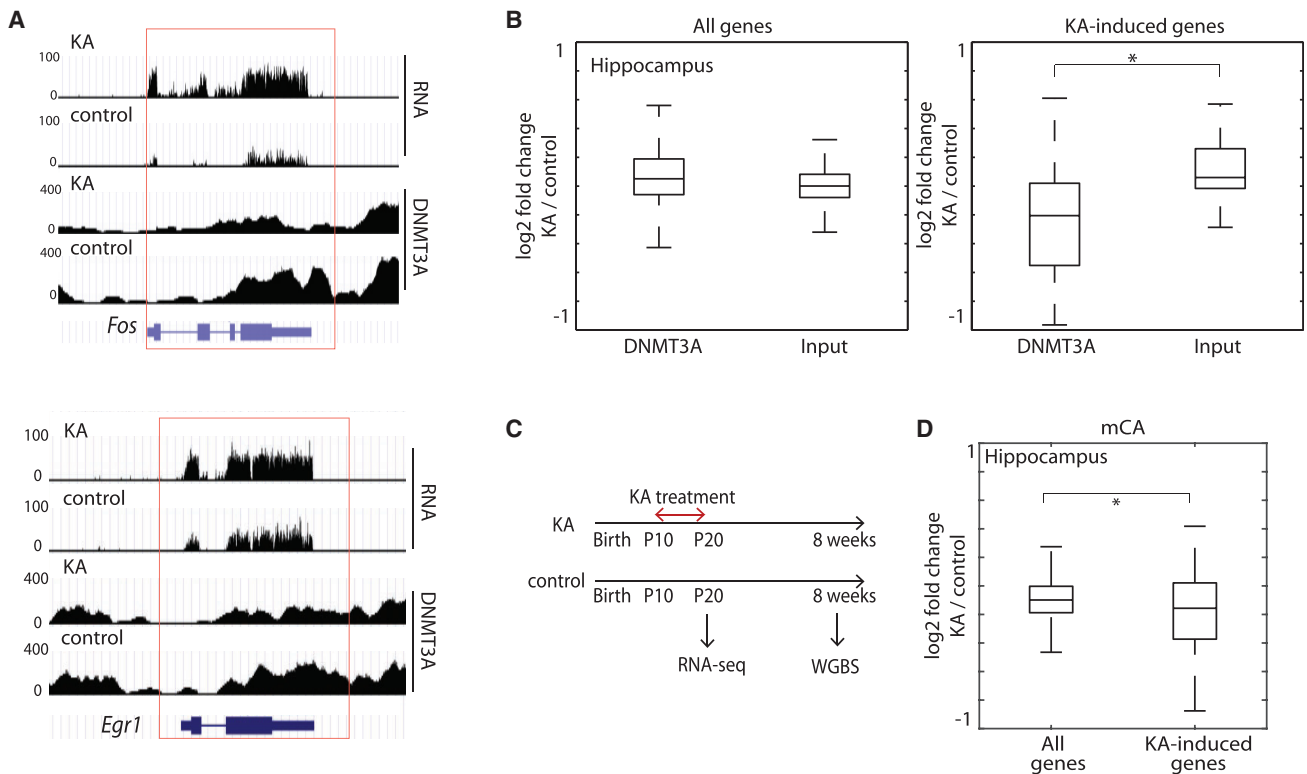 A
KA
100
0
RNA
control
100
0
KA
400
0
DNMT3A
control
400
0
Fos
KA
100
0
RNA
control
100
0
KA
400
0
DNMT3A
control
400
0
Egr1
B
All genes
1
Hippocampus
log2 fold change
KA / control
-1
DNMT3A Input
KA-induced genes
1
*
log2 fold change
KA / control
-1
DNMT3A Input
C
KA treatment
KA
Birth P10 P20 8 weeks
control
Birth P10 P20 8 weeks
RNA-seq WGBS
D
mCA
1
Hippocampus
*
log2 fold change
KA / control
-1
All
genes
KA-induced
genes